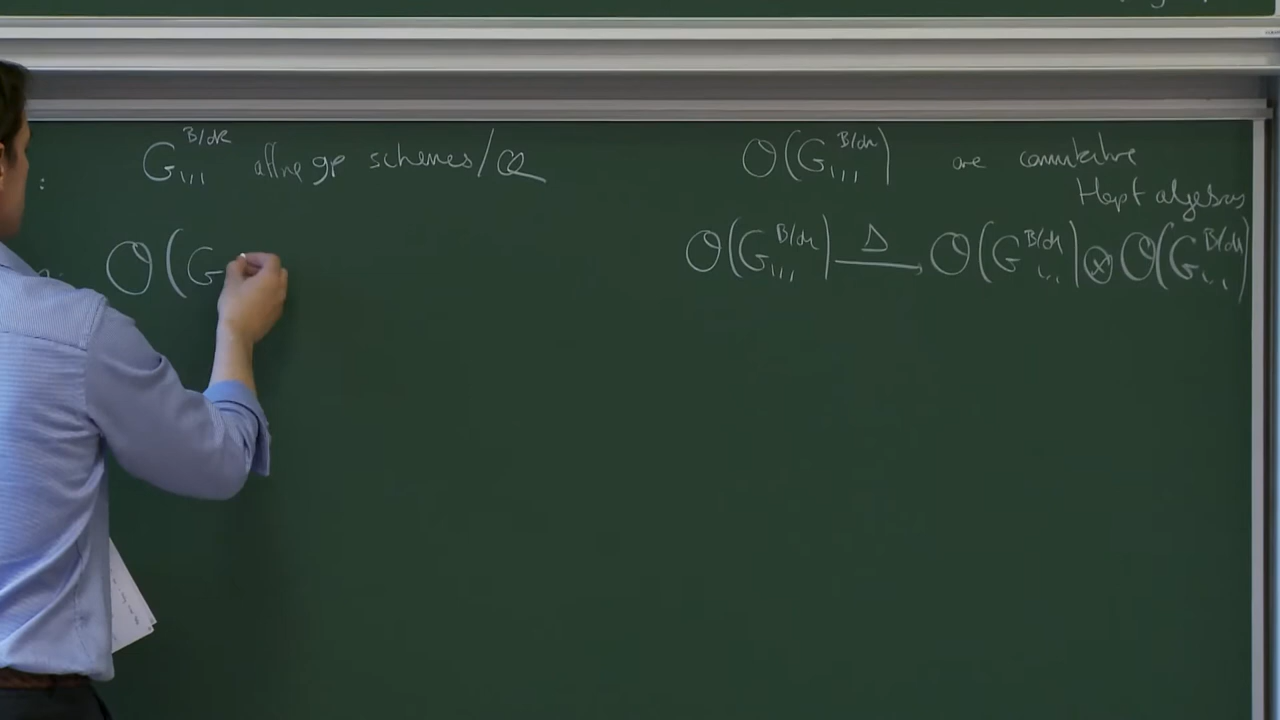 : G_{1,1}^{B/dR} affine gp schemes/ℚ
O(G
O(G_{1,1}^{B/dR}) are commutative
Hopf algebras
O(G_{1,1}^{B/dR}) \xrightarrow{Δ} O(G_{1,1}^{B/dR}) ⊗ O(G_{1,1}^{B/dR})